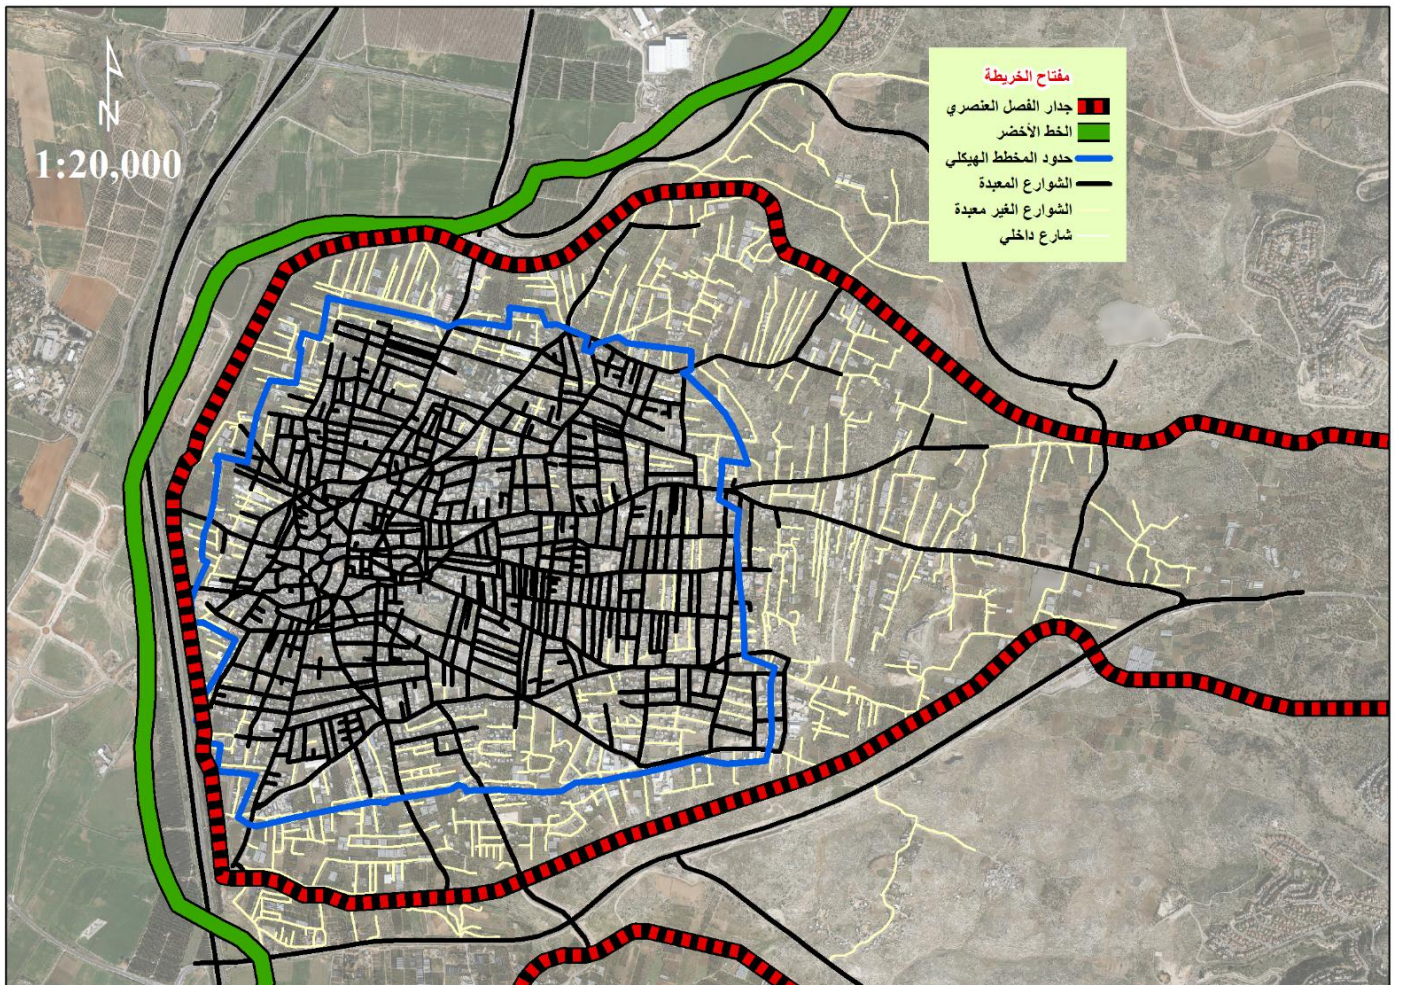 N
1:20,000
مفتاح الخريطة
جدار الفصل العنصري
الخط الأخضر
حدود المخطط الهيكلي
الشوارع المعبدة
الشوارع الغير معبدة
شارع داخلي